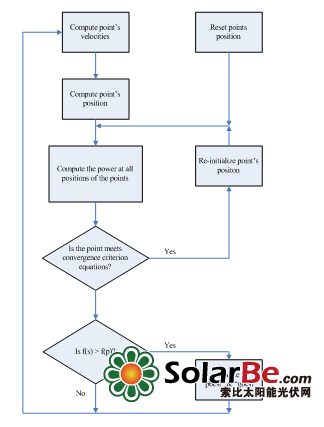 Compute point's
velocities
Reset points
position
Compute point's
position
Compute the power at all
positions of the points
Re-initialize point's
positon
Is the point meets
convergence criterion
equations?
Yes
Is f(s) > f(p)?
Yes
No
SolarBe.com
索比太阳能光伏网